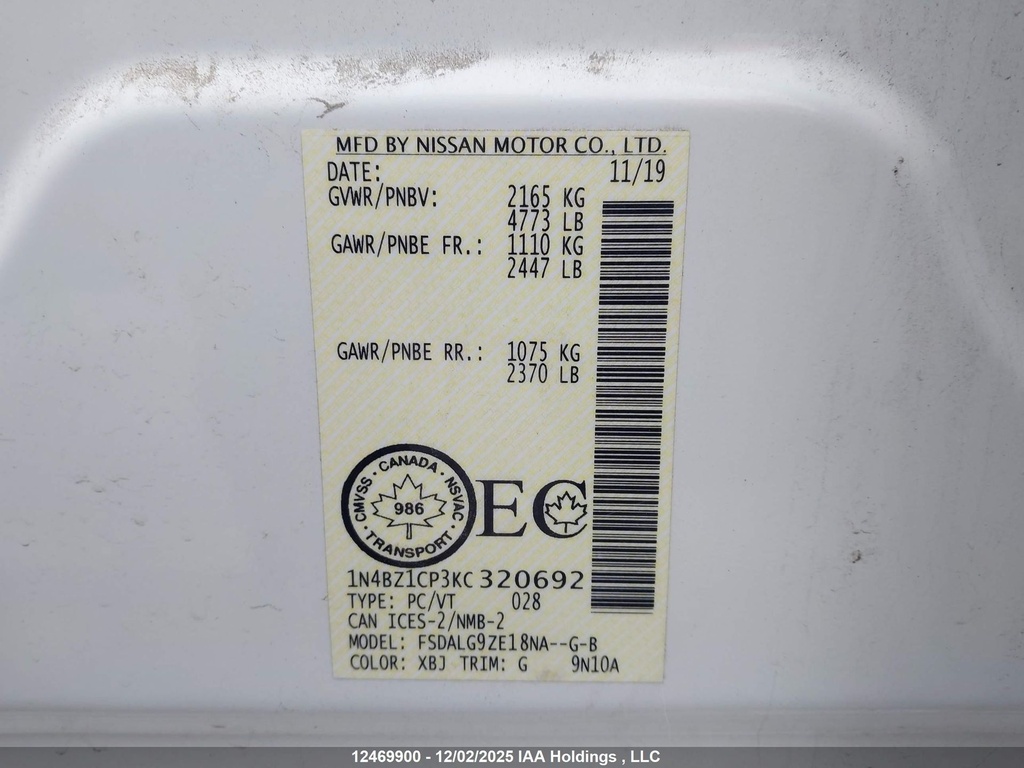 MFD BY NISSAN MOTOR CO., LTD.
DATE: 11/19
GVWR/PNBV: 2165 KG
4773 LB
GAWR/PNBE FR.: 1110 KG
2447 LB
GAWR/PNBE RR.: 1075 KG
2370 LB
CMVSS · CANADA · NSVAC · TRANSPORT ·
986
EC
1N4BZ1CP3KC 320692
TYPE: PC/VT 028
CAN ICES-2/NMB-2
MODEL: FSDALG9ZE18NA--G-B
COLOR: XBJ TRIM: G 9N10A
12469900 - 12/02/2025 IAA Holdings , LLC